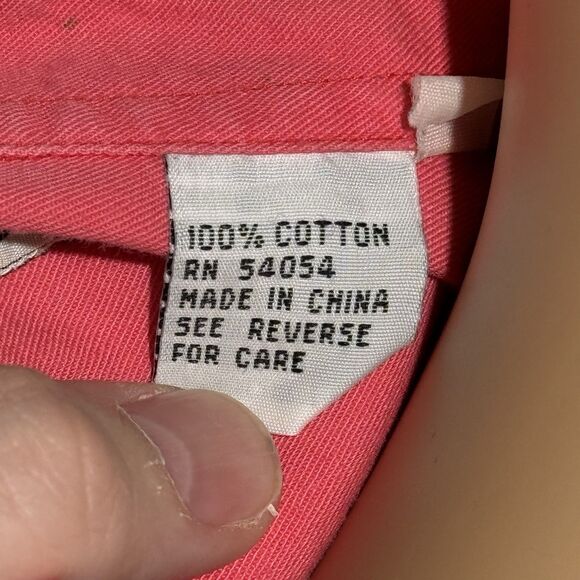 100% COTTON
RN 54054
MADE IN CHINA
SEE REVERSE
FOR CARE